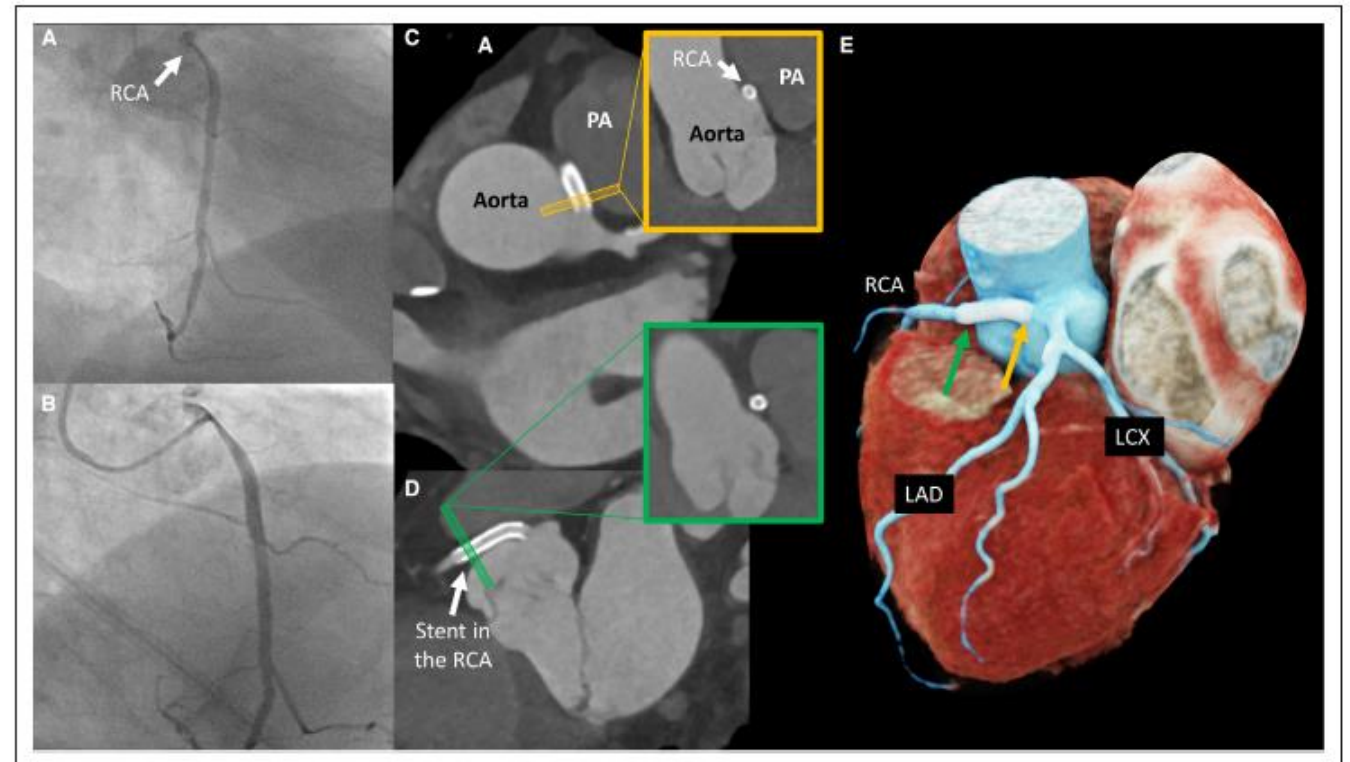 A
RCA
B
C
A
PA
Aorta
RCA
PA
Aorta
D
Stent in
the RCA
E
RCA
LAD
LCX